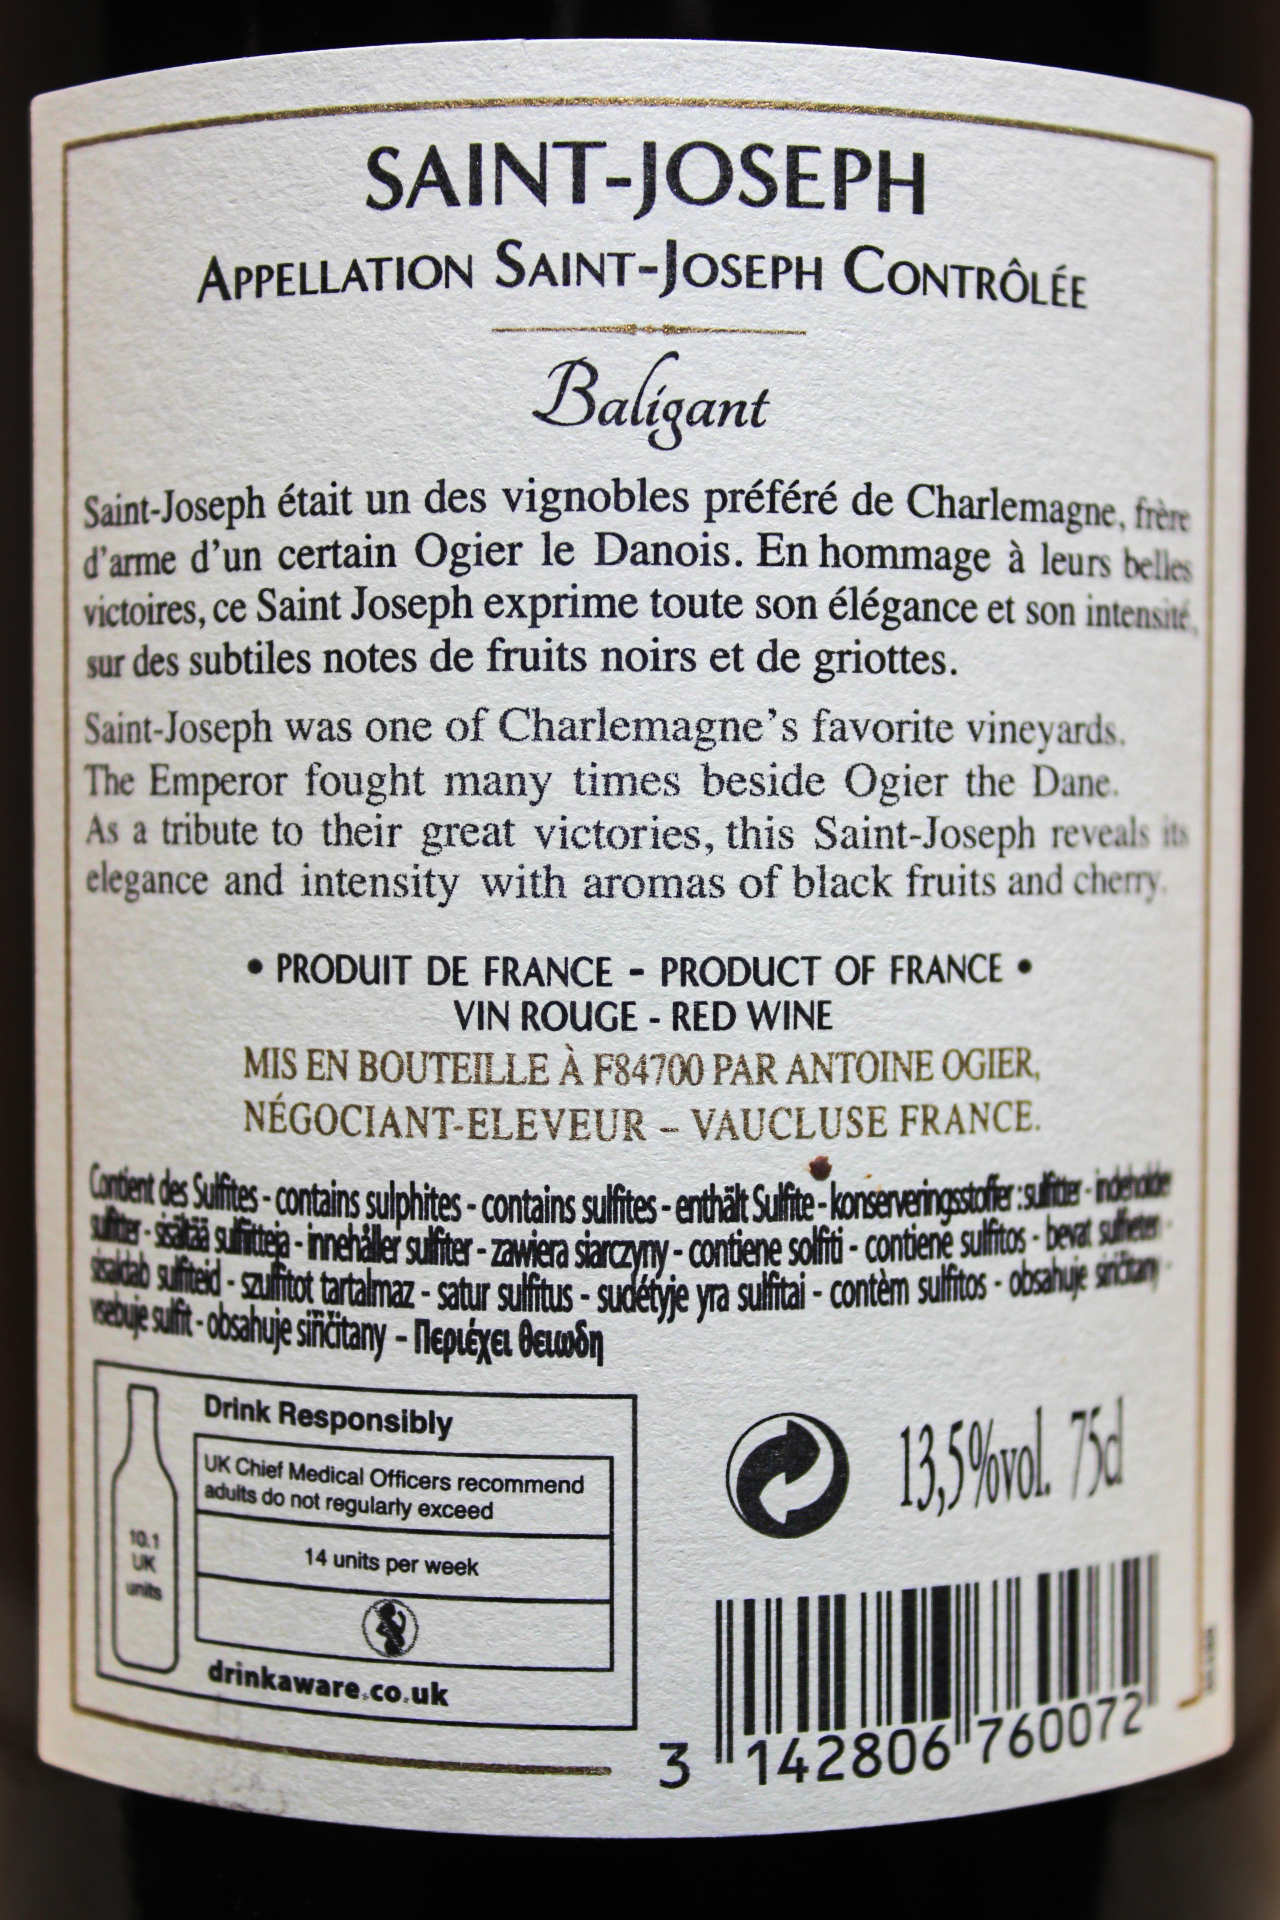 SAINT-JOSEPH
APPELLATION SAINT-JOSEPH CONTRÔLÉE
Baligant
Saint-Joseph était un des vignobles préféré de Charlemagne, frère
d'arme d'un certain Ogier le Danois. En hommage à leurs belles
victoires, ce Saint Joseph exprime toute son élégance et son intensité,
sur des subtiles notes de fruits noirs et de griottes.
Saint-Joseph was one of Charlemagne's favorite vineyards.
The Emperor fought many times beside Ogier the Dane.
As a tribute to their great victories, this Saint-Joseph reveals its
elegance and intensity with aromas of black fruits and cherry.
• PRODUIT DE FRANCE - PRODUCT OF FRANCE •
VIN ROUGE - RED WINE
MIS EN BOUTEILLE À F84700 PAR ANTOINE OGIER,
NÉGOCIANT-ELEVEUR – VAUCLUSE FRANCE.
Contient des Sulfites - contains sulphites - contains sulfites - enthält Sulfite - konserveringsstoffer : sulfitter - indeholder
sulfitter - sisältää sulfitteja - innehåller sulfiter - zawiera siarczyny - contiene solfiti - contiene sulfitos - bevat sulfieten -
sisaldab sulfiteid - szulfitot tartalmaz - satur sulfitus - sudėtyje yra sulfitai - contèm sulfitos - obsahuje siričitany -
vsebuje sulfit - obsahuje siřičitany – Περιέχει θειωδη
Drink Responsibly
UK Chief Medical Officers recommend
adults do not regularly exceed
14 units per week
10.1
UK
units
drinkaware.co.uk
13,5%vol. 75cl
3 142806 760072